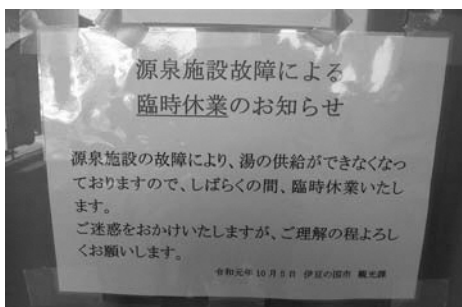 源泉施設故障による
臨時休業のお知らせ
源泉施設の故障により、湯の供給ができなくなっ
ておりますので、しばらくの間、臨時休業いたし
ます。
ご迷惑をおかけいたしますが、ご理解の程よろし
くお願いします。
令和元年10月 日 伊豆の国市 観光課